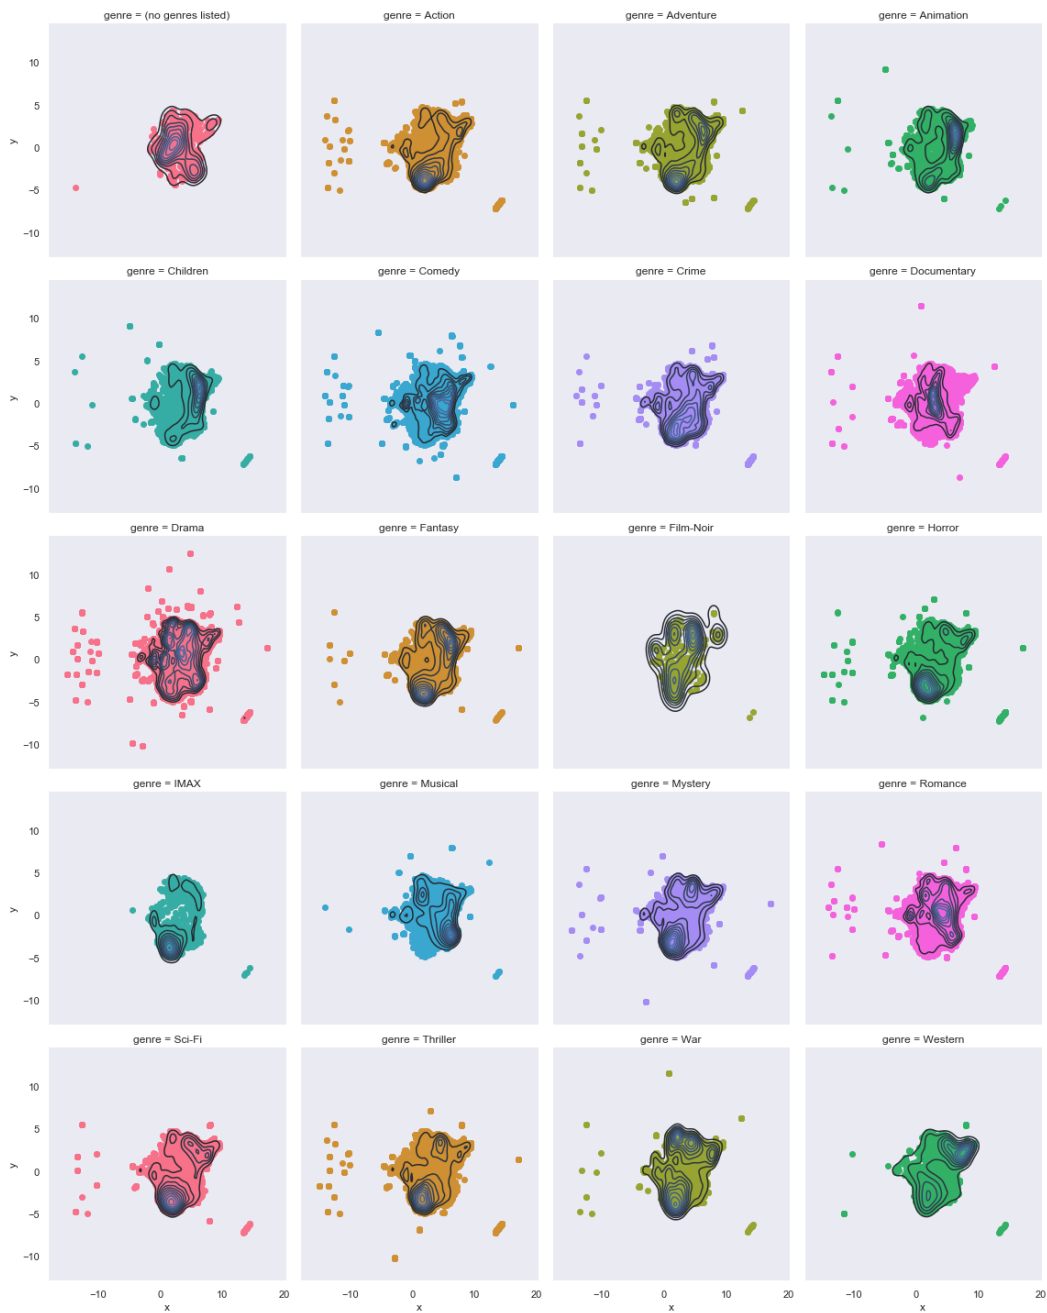 genre = (no genres listed) genre = Action genre = Adventure genre = Animation
10
5
y 0
−5
−10
genre = Children genre = Comedy genre = Crime genre = Documentary
10
5
y 0
−5
−10
genre = Drama genre = Fantasy genre = Film-Noir genre = Horror
10
5
y 0
−5
−10
genre = IMAX genre = Musical genre = Mystery genre = Romance
10
5
y 0
−5
−10
genre = Sci-Fi genre = Thriller genre = War genre = Western
10
5
y 0
−5
−10
−10 0 10 20 −10 0 10 20 −10 0 10 20 −10 0 10 20
x x x x